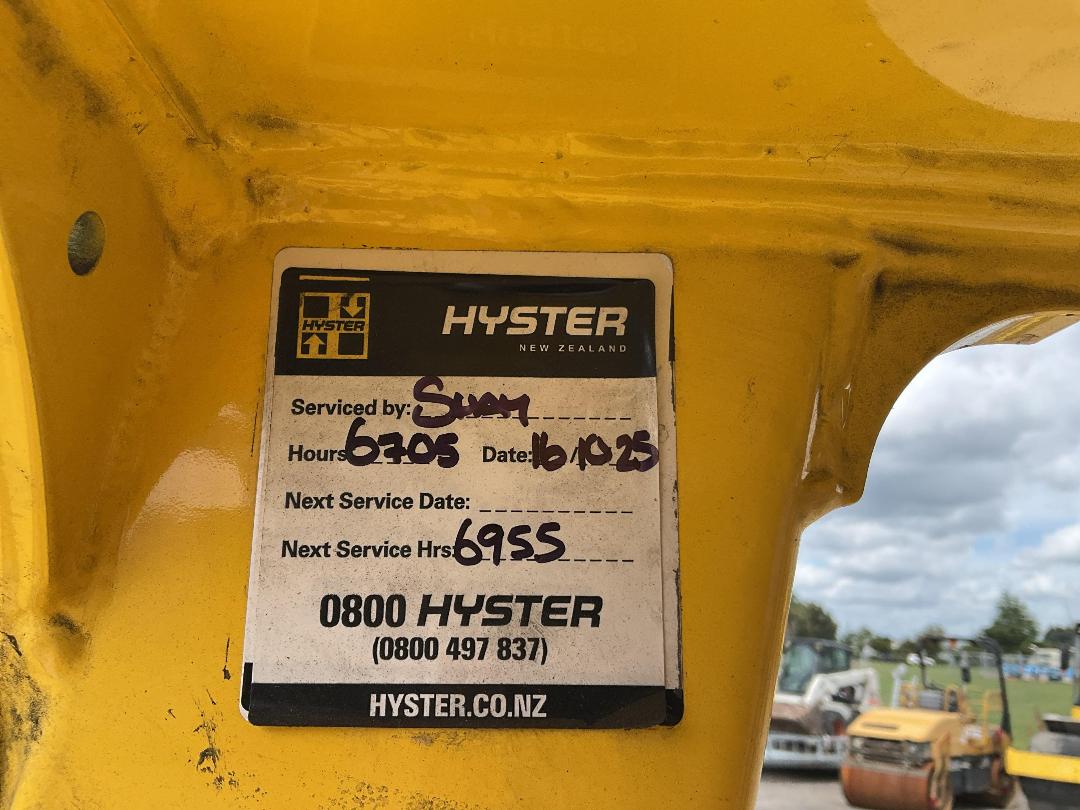 HYSTER
HYSTER
NEW ZEALAND
Serviced by:
Hours 6705 Date: 16/10/25
Next Service Date:
Next Service Hrs: 6955
0800 HYSTER
(0800 497 837)
HYSTER.CO.NZ